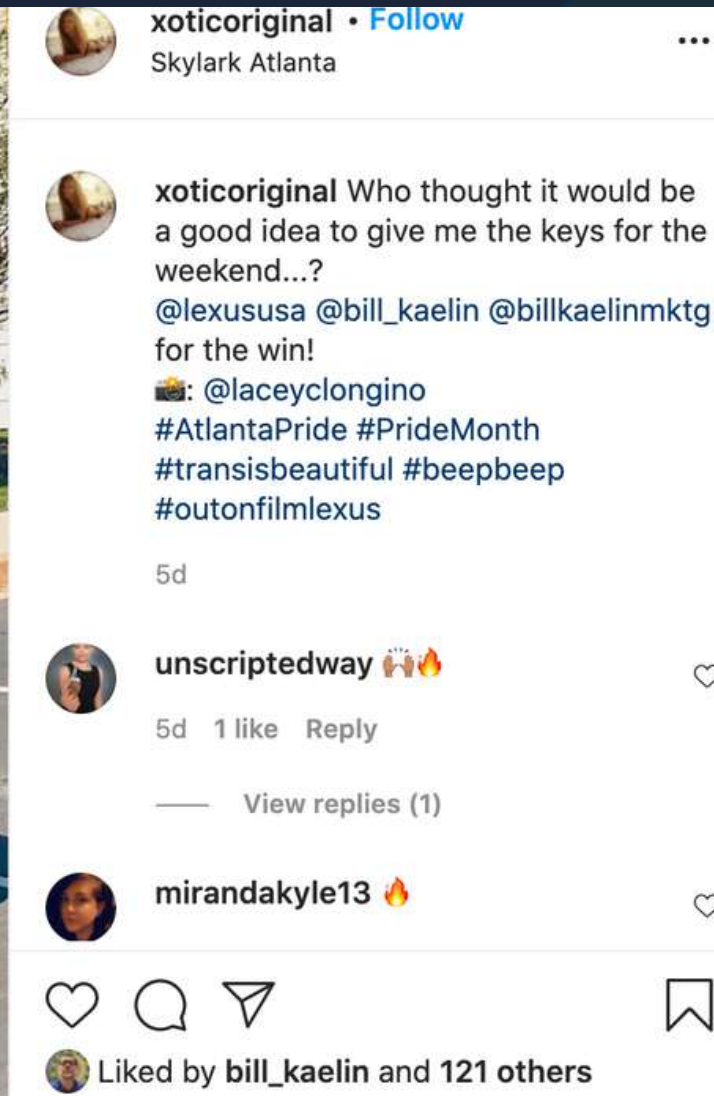 xoticoriginal • Follow
Skylark Atlanta
xoticoriginal Who thought it would be
a good idea to give me the keys for the
weekend...?
@lexususa @bill_kaelin @billkaelinmktg
for the win!
📸: @laceyclongino
#AtlantaPride #PrideMonth
#transisbeautiful #beepbeep
#outonfilmlexus
5d
unscriptedway 🙌🏽🔥
5d 1 like Reply
View replies (1)
mirandakyle13 🔥
Liked by bill_kaelin and 121 others